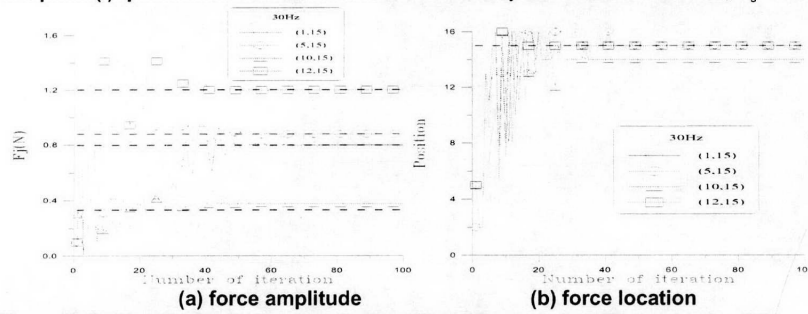 30Hz
(1,15)
(5,15)
(10,15)
(12,15)
1.6
1.2
0.8
0.4
0.0
Fj(N)
0 20 40 60 80 100
Number of iteration
(a) force amplitude
16
12
8
4
0
Position
30Hz
(1,15)
(5,15)
(10,15)
(12,15)
0 20 40 60 80 100
Number of iteration
(b) force location